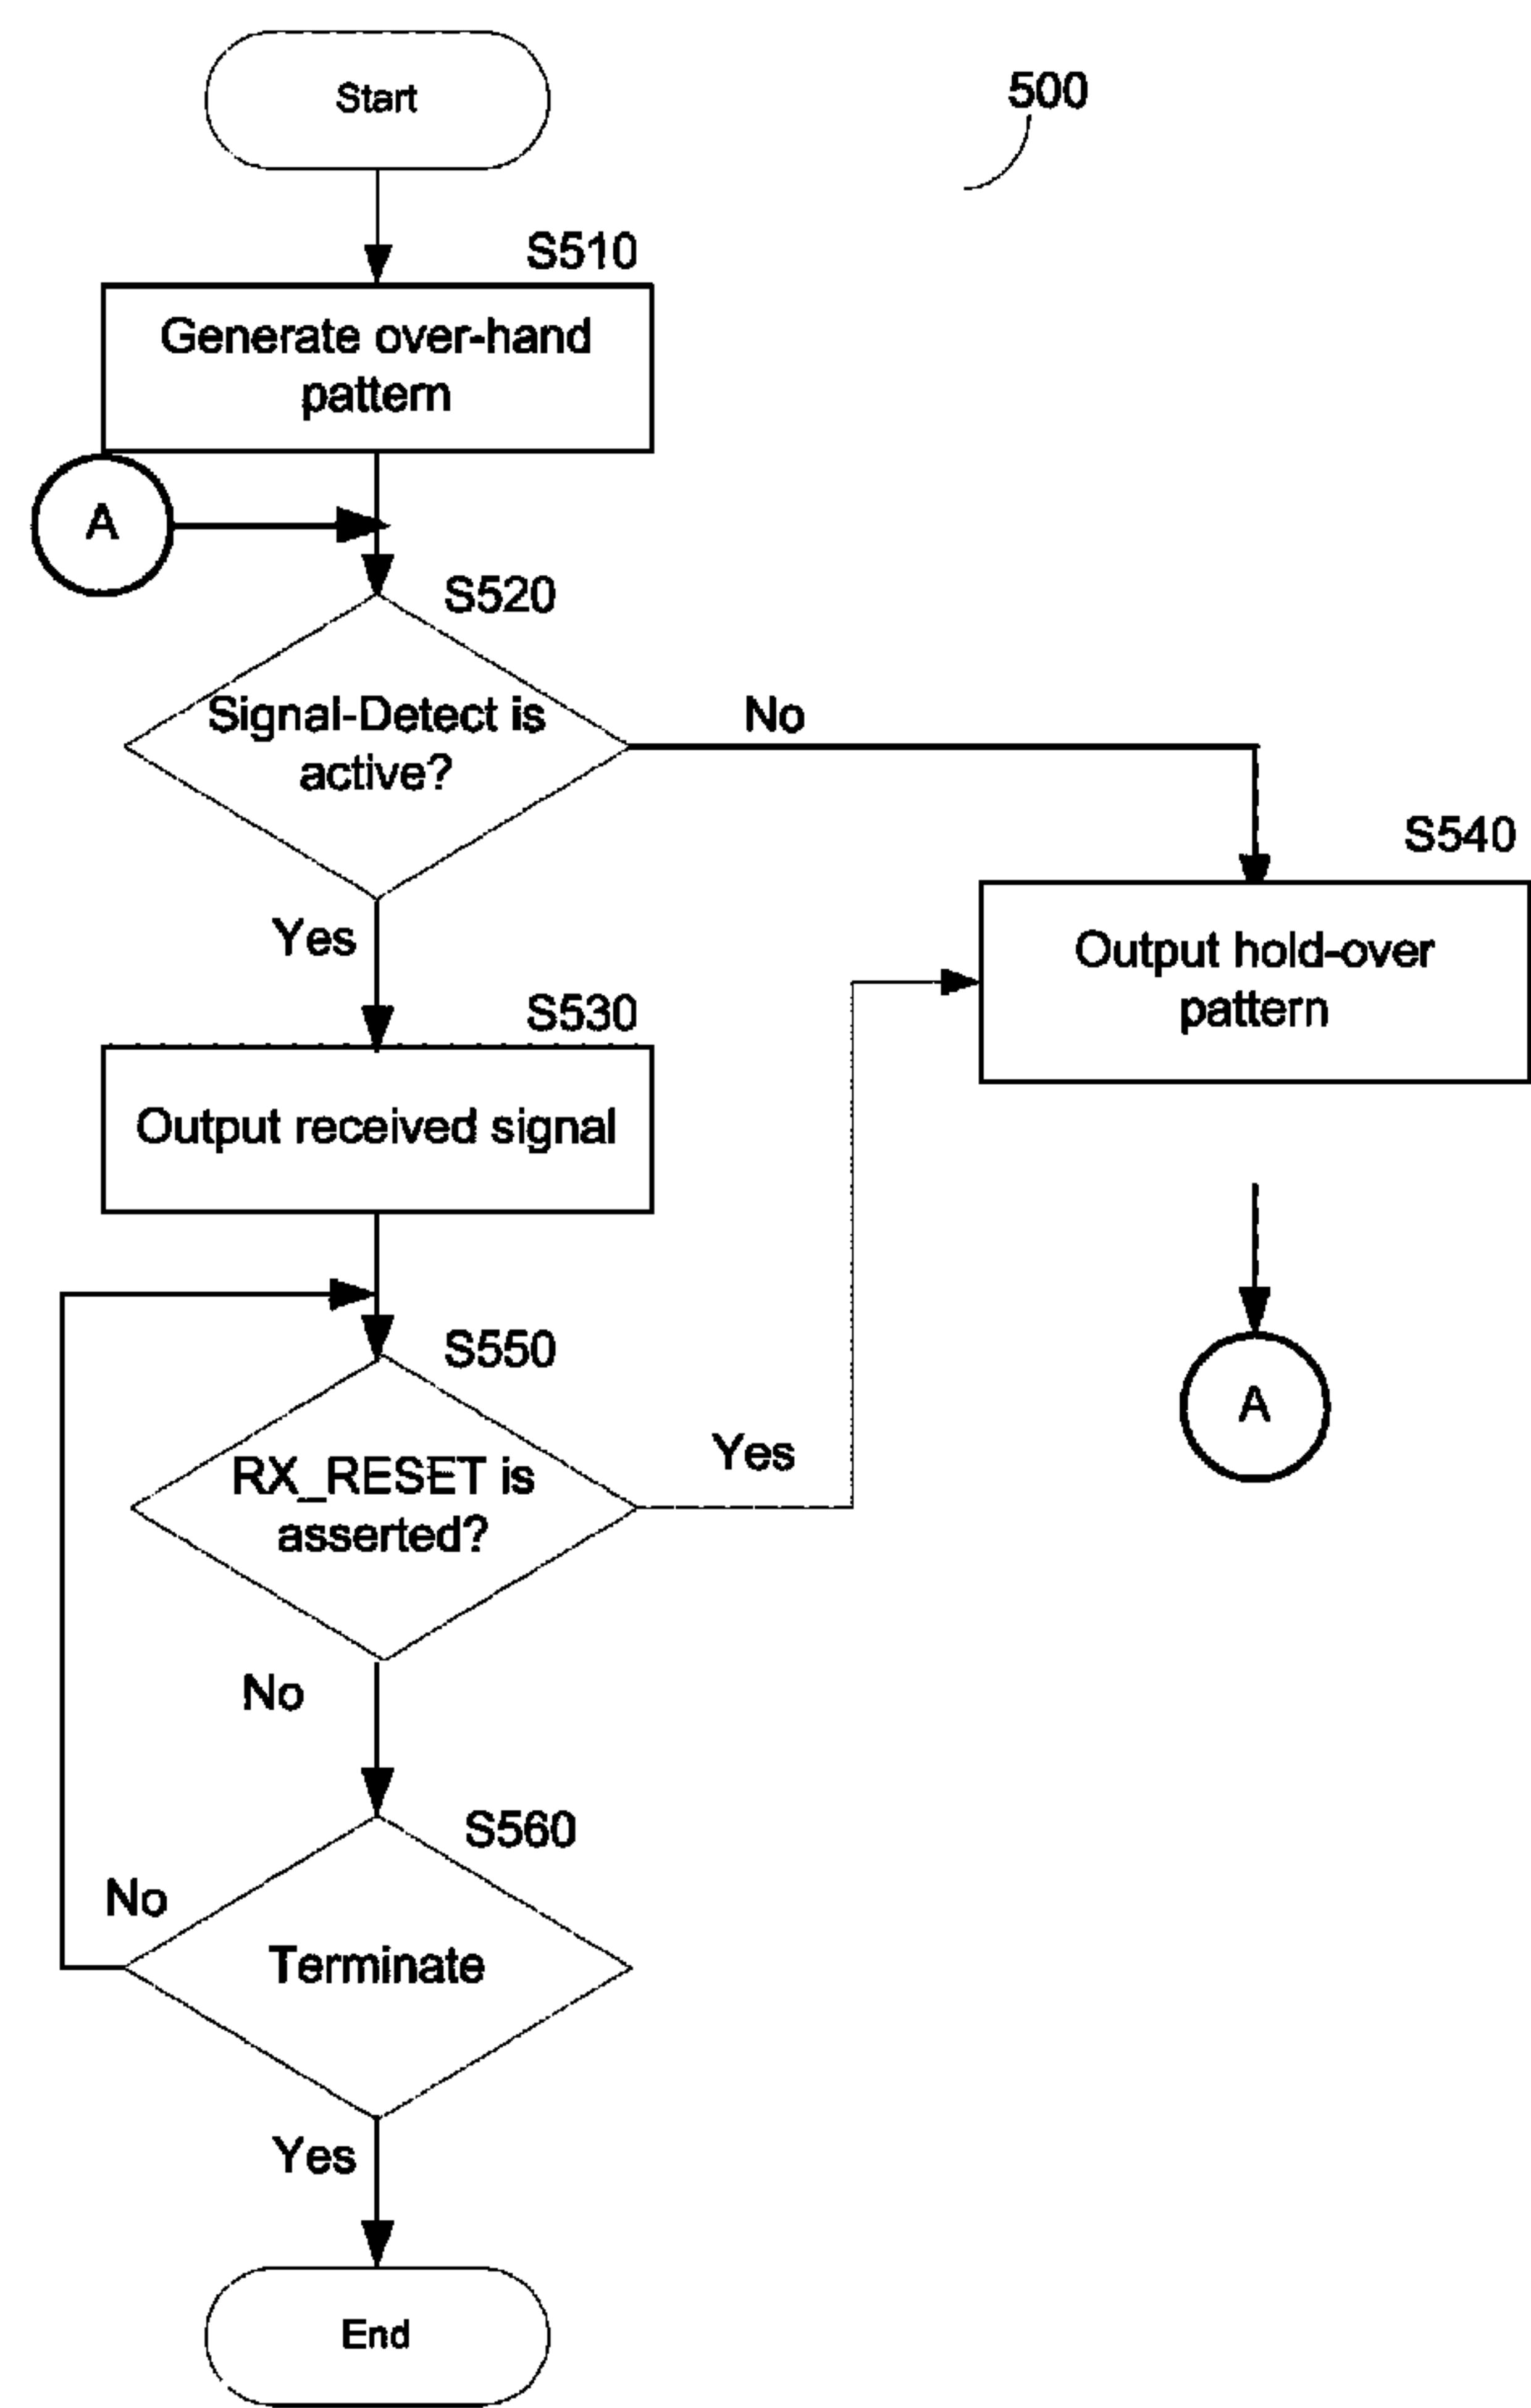 Start
500
S510
Generate over-hand
pattern
A
S520
Signal-Detect is
active?
No
S540
Output hold-over
pattern
Yes
S530
Output received signal
S550
RX_RESET is
asserted?
Yes
A
No
S560
No
Terminate
Yes
End